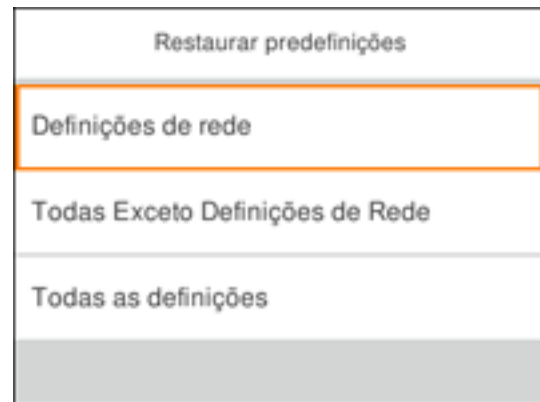 Restaurar predefinições
Definições de rede
Todas Exceto Definições de Rede
Todas as definições